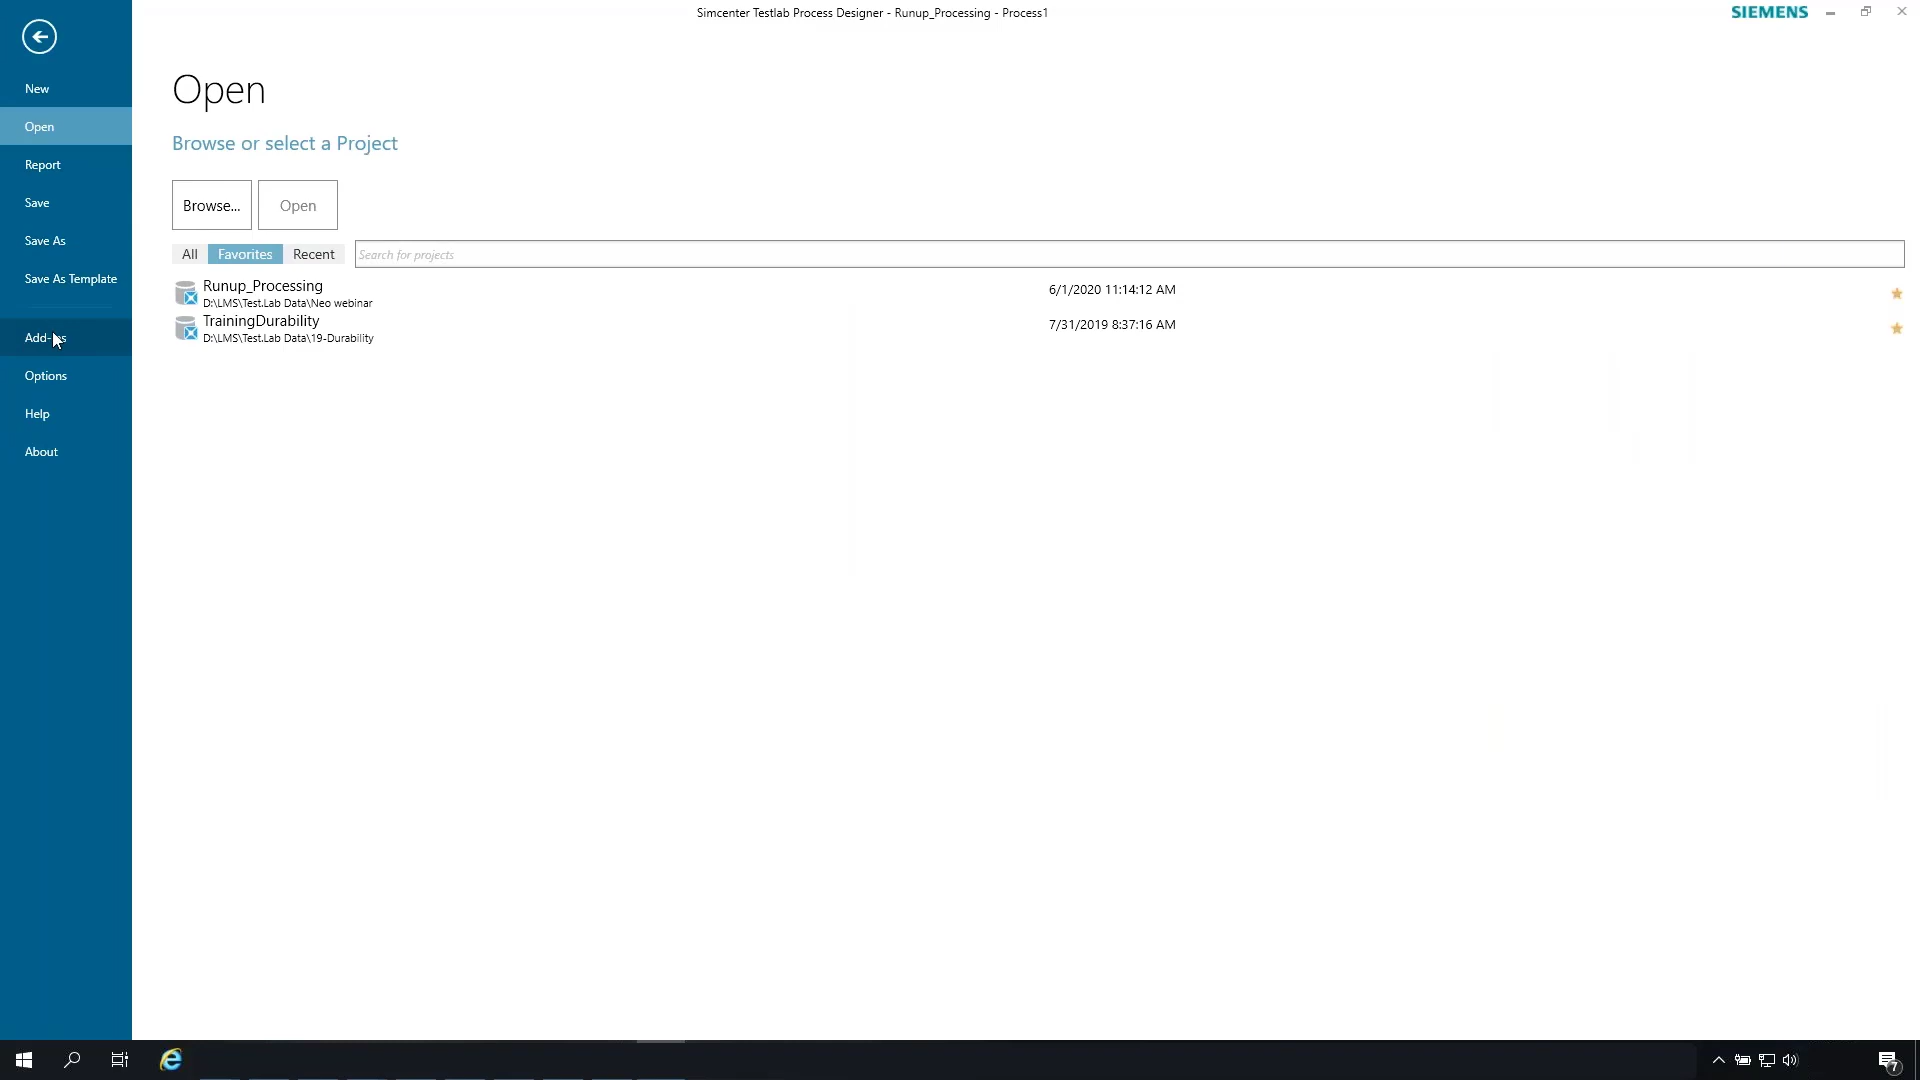 Simcenter Testlab Process Designer - Runup_Processing - Process1
SIEMENS
New
Open
Report
Save
Save As
Save As Template
Add-ins
Options
Help
About
Open
Browse or select a Project
Browse...
Open
All
Favorites
Recent
Search for projects
Runup_Processing
6/1/2020 11:14:12 AM
D:\LMS\Test.Lab Data\Neo webinar
TrainingDurability
7/31/2019 8:37:16 AM
D:\LMS\Test.Lab Data\19-Durability
7